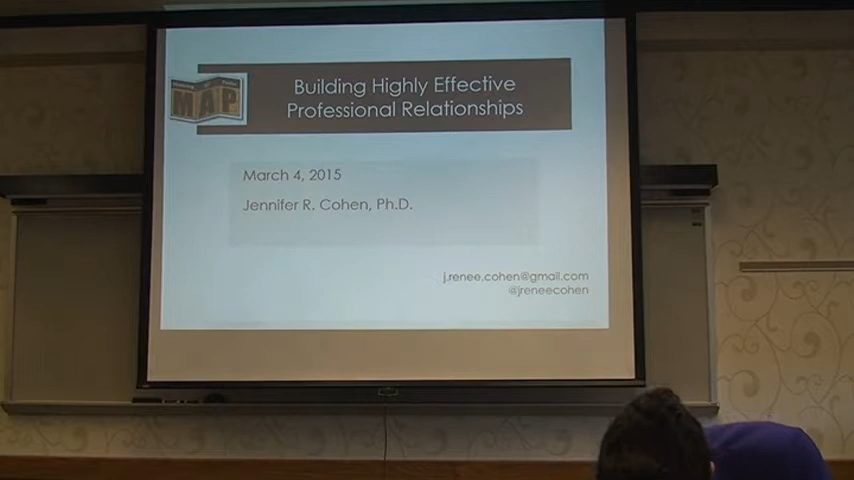 MAP
Building Highly Effective
Professional Relationships
March 4, 2015
Jennifer R. Cohen, Ph.D.
j.renee.cohen@gmail.com
@jreneecohen